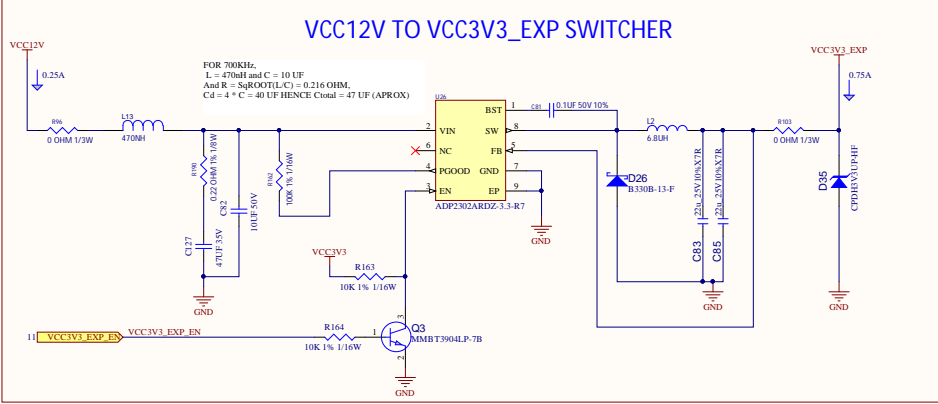 VCC12V TO VCC3V3_EXP SWITCHER
VCC12V
0.25A
FOR 700KHz,
L = 470nH and C = 10 UF
And R = SqROOT(L/C) = 0.216 OHM,
Cd = 4 * C = 40 UF HENCE Ctotal = 47 UF (APROX)
VCC3V3_EXP
0.75A
R96
0 OHM 1/3W
L13
470NH
R190
0.22 OHM 1% 1/8W
C127
47UF 35V
C82
10UF 50V
R162
100K 1% 1/16W
GND
U26
2 VIN
6 NC
4 PGOOD
3 EN
BST 1
SW 8
FB 5
GND 7
EP 9
ADP2302ARDZ-3.3-R7
GND
C81 0.1UF 50V 10%
L2
6.8UH
D26
B330B-13-F
22u_25V10%X7R
C83
22u_25V10%X7R
C85
GND
R103
0 OHM 1/3W
D35
CPDH3V3UP-HF
GND
VCC3V3
R163
10K 1% 1/16W
11 VCC3V3_EXP_EN VCC3V3_EXP_EN
R164
10K 1% 1/16W
1
3
2
Q3
MMBT3904LP-7B
GND